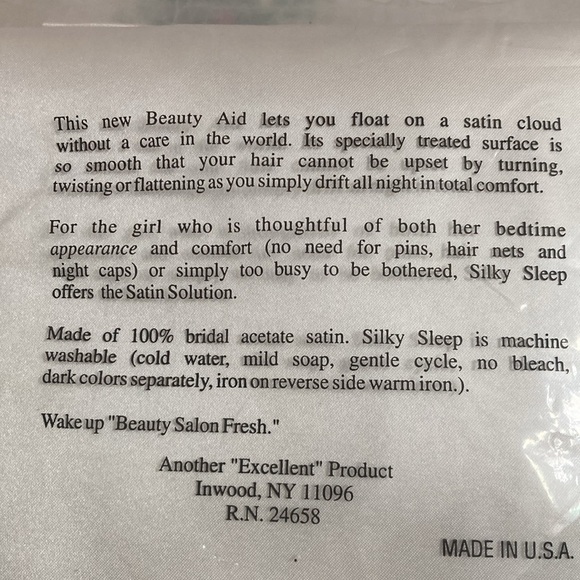 This new Beauty Aid lets you float on a satin cloud
without a care in the world. Its specially treated surface is
so smooth that your hair cannot be upset by turning,
twisting or flattening as you simply drift all night in total comfort.
For the girl who is thoughtful of both her bedtime
appearance and comfort (no need for pins, hair nets and
night caps) or simply too busy to be bothered, Silky Sleep
offers the Satin Solution.
Made of 100% bridal acetate satin. Silky Sleep is machine
washable (cold water, mild soap, gentle cycle, no bleach,
dark colors separately, iron on reverse side warm iron.).
Wake up "Beauty Salon Fresh."
Another "Excellent" Product
Inwood, NY 11096
R.N. 24658
MADE IN U.S.A.